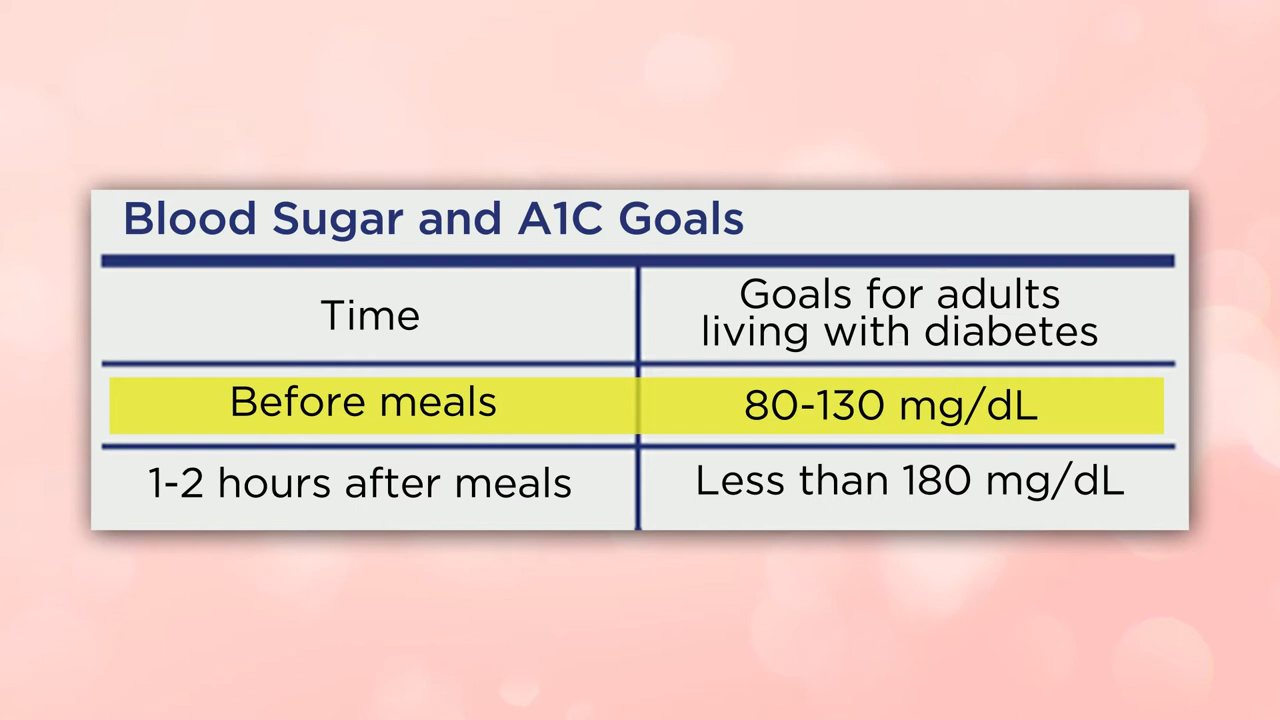 Blood Sugar and A1C Goals
Time
Goals for adults
living with diabetes
Before meals
80-130 mg/dL
1-2 hours after meals
Less than 180 mg/dL